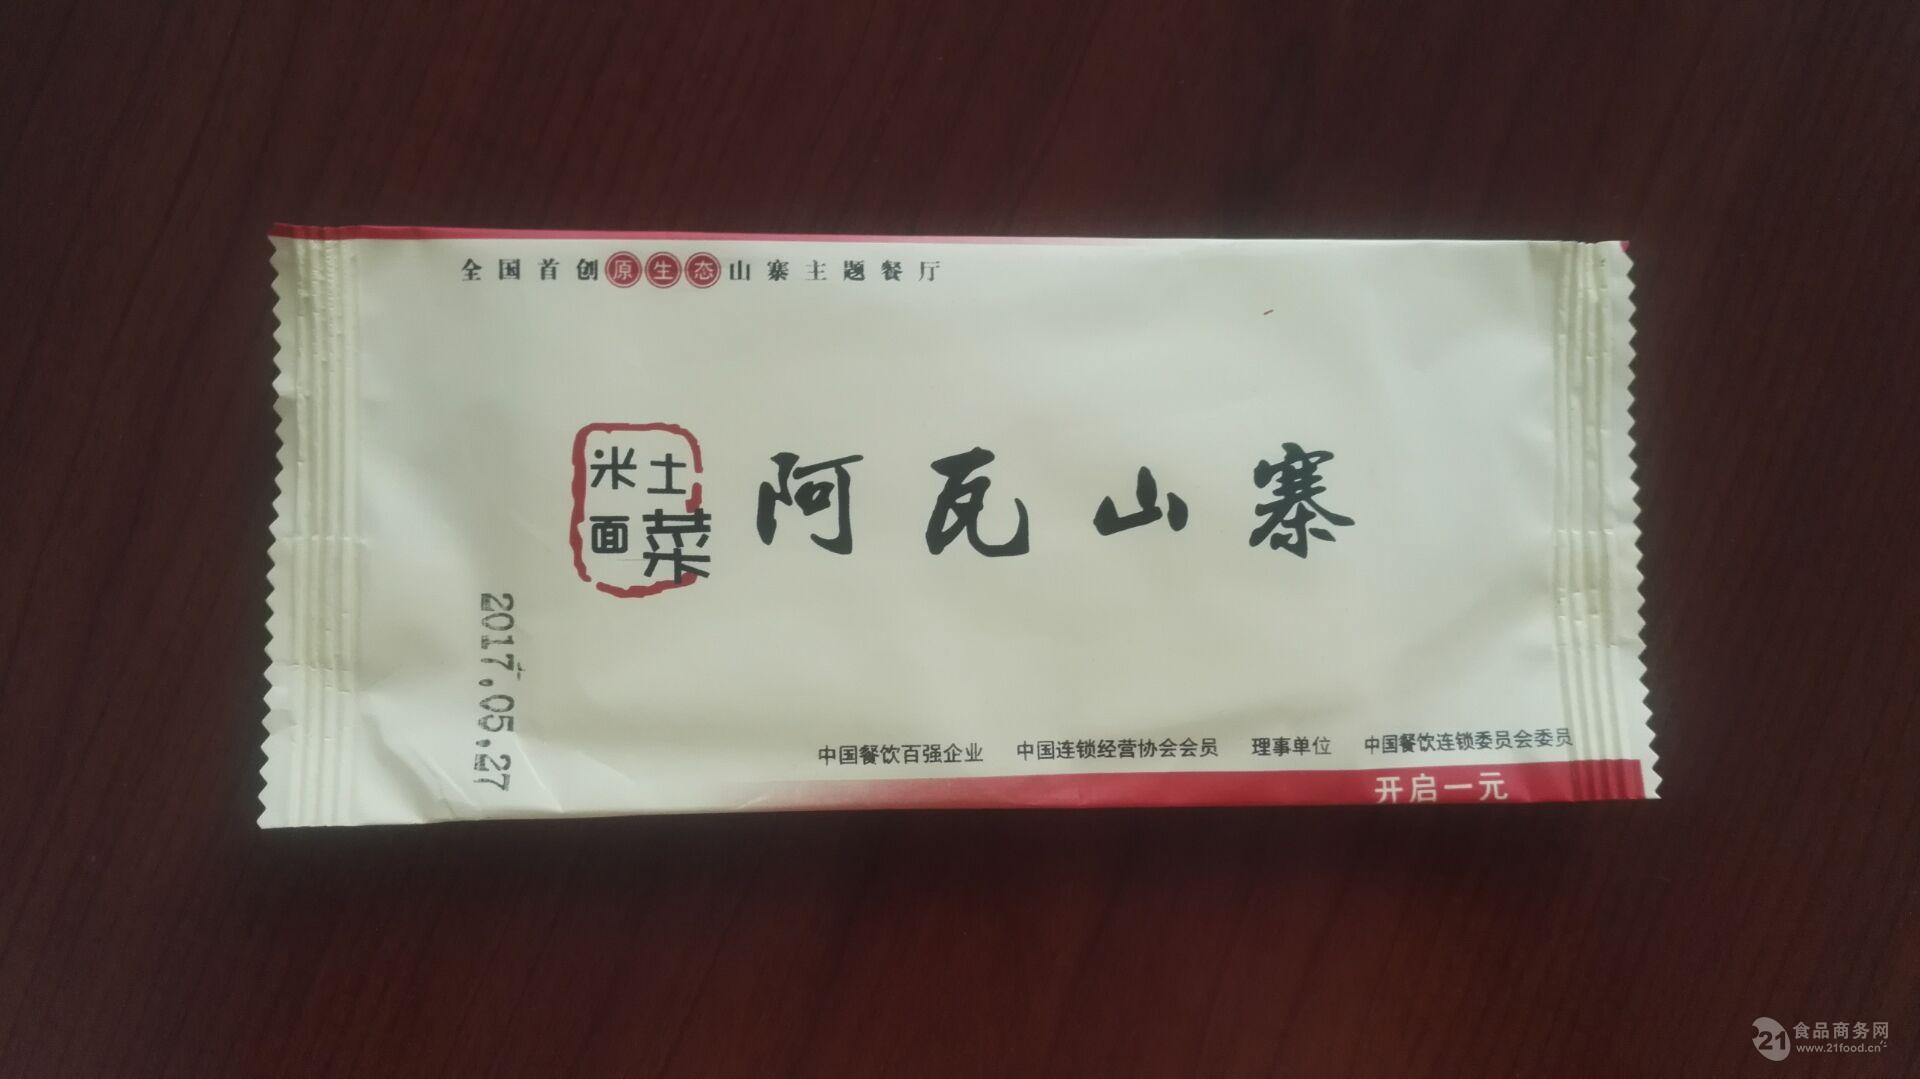 全国首创原生态山寨主题餐厅
米土
面菜
阿瓦山寨
2017.05.27
中国餐饮百强企业 中国连锁经营协会会员 理事单位 中国餐饮连锁委员会委员
开启一元
21食品商务网
www.21food.cn